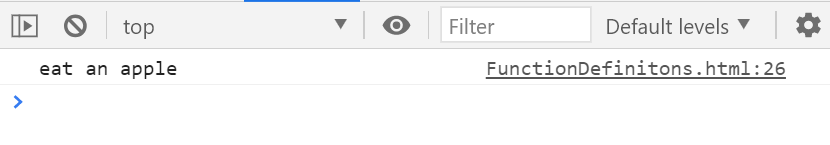 top Filter Default levels
eat an apple FunctionDefinitons.html:26